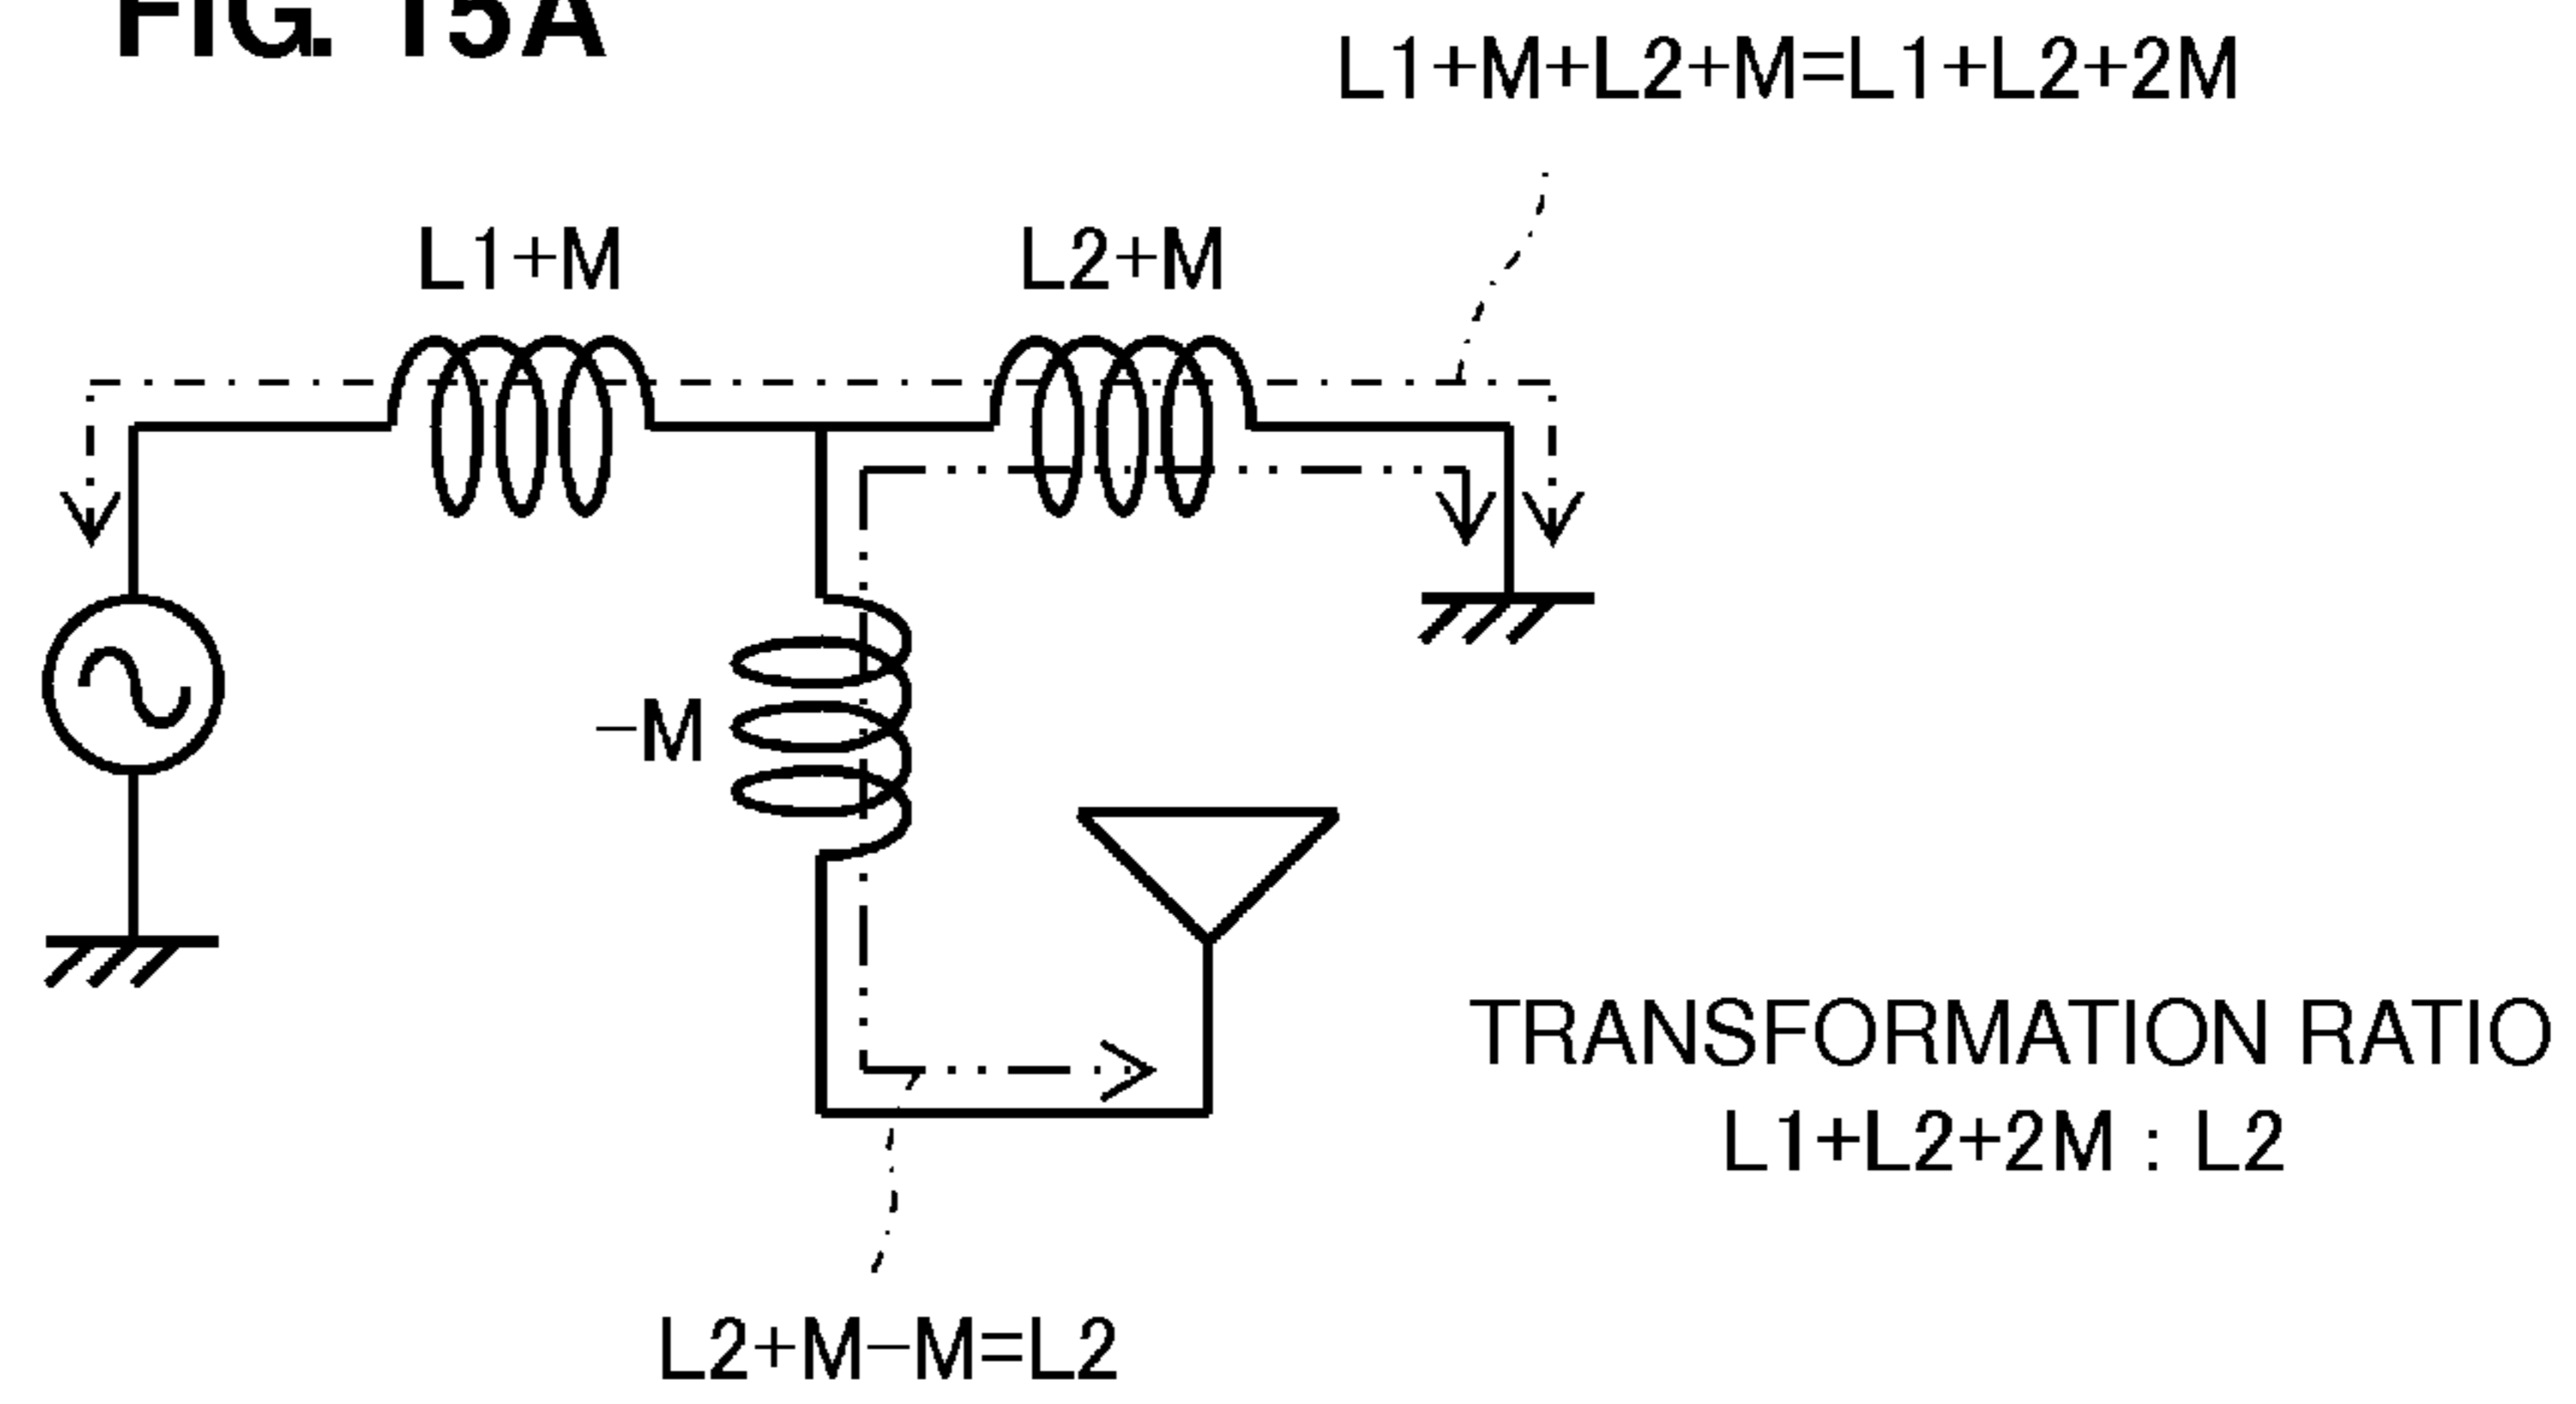 FIG. 15A
L1+M+L2+M=L1+L2+2M
L1+M
L2+M
−M
TRANSFORMATION RATIO
L1+L2+2M : L2
L2+M−M=L2